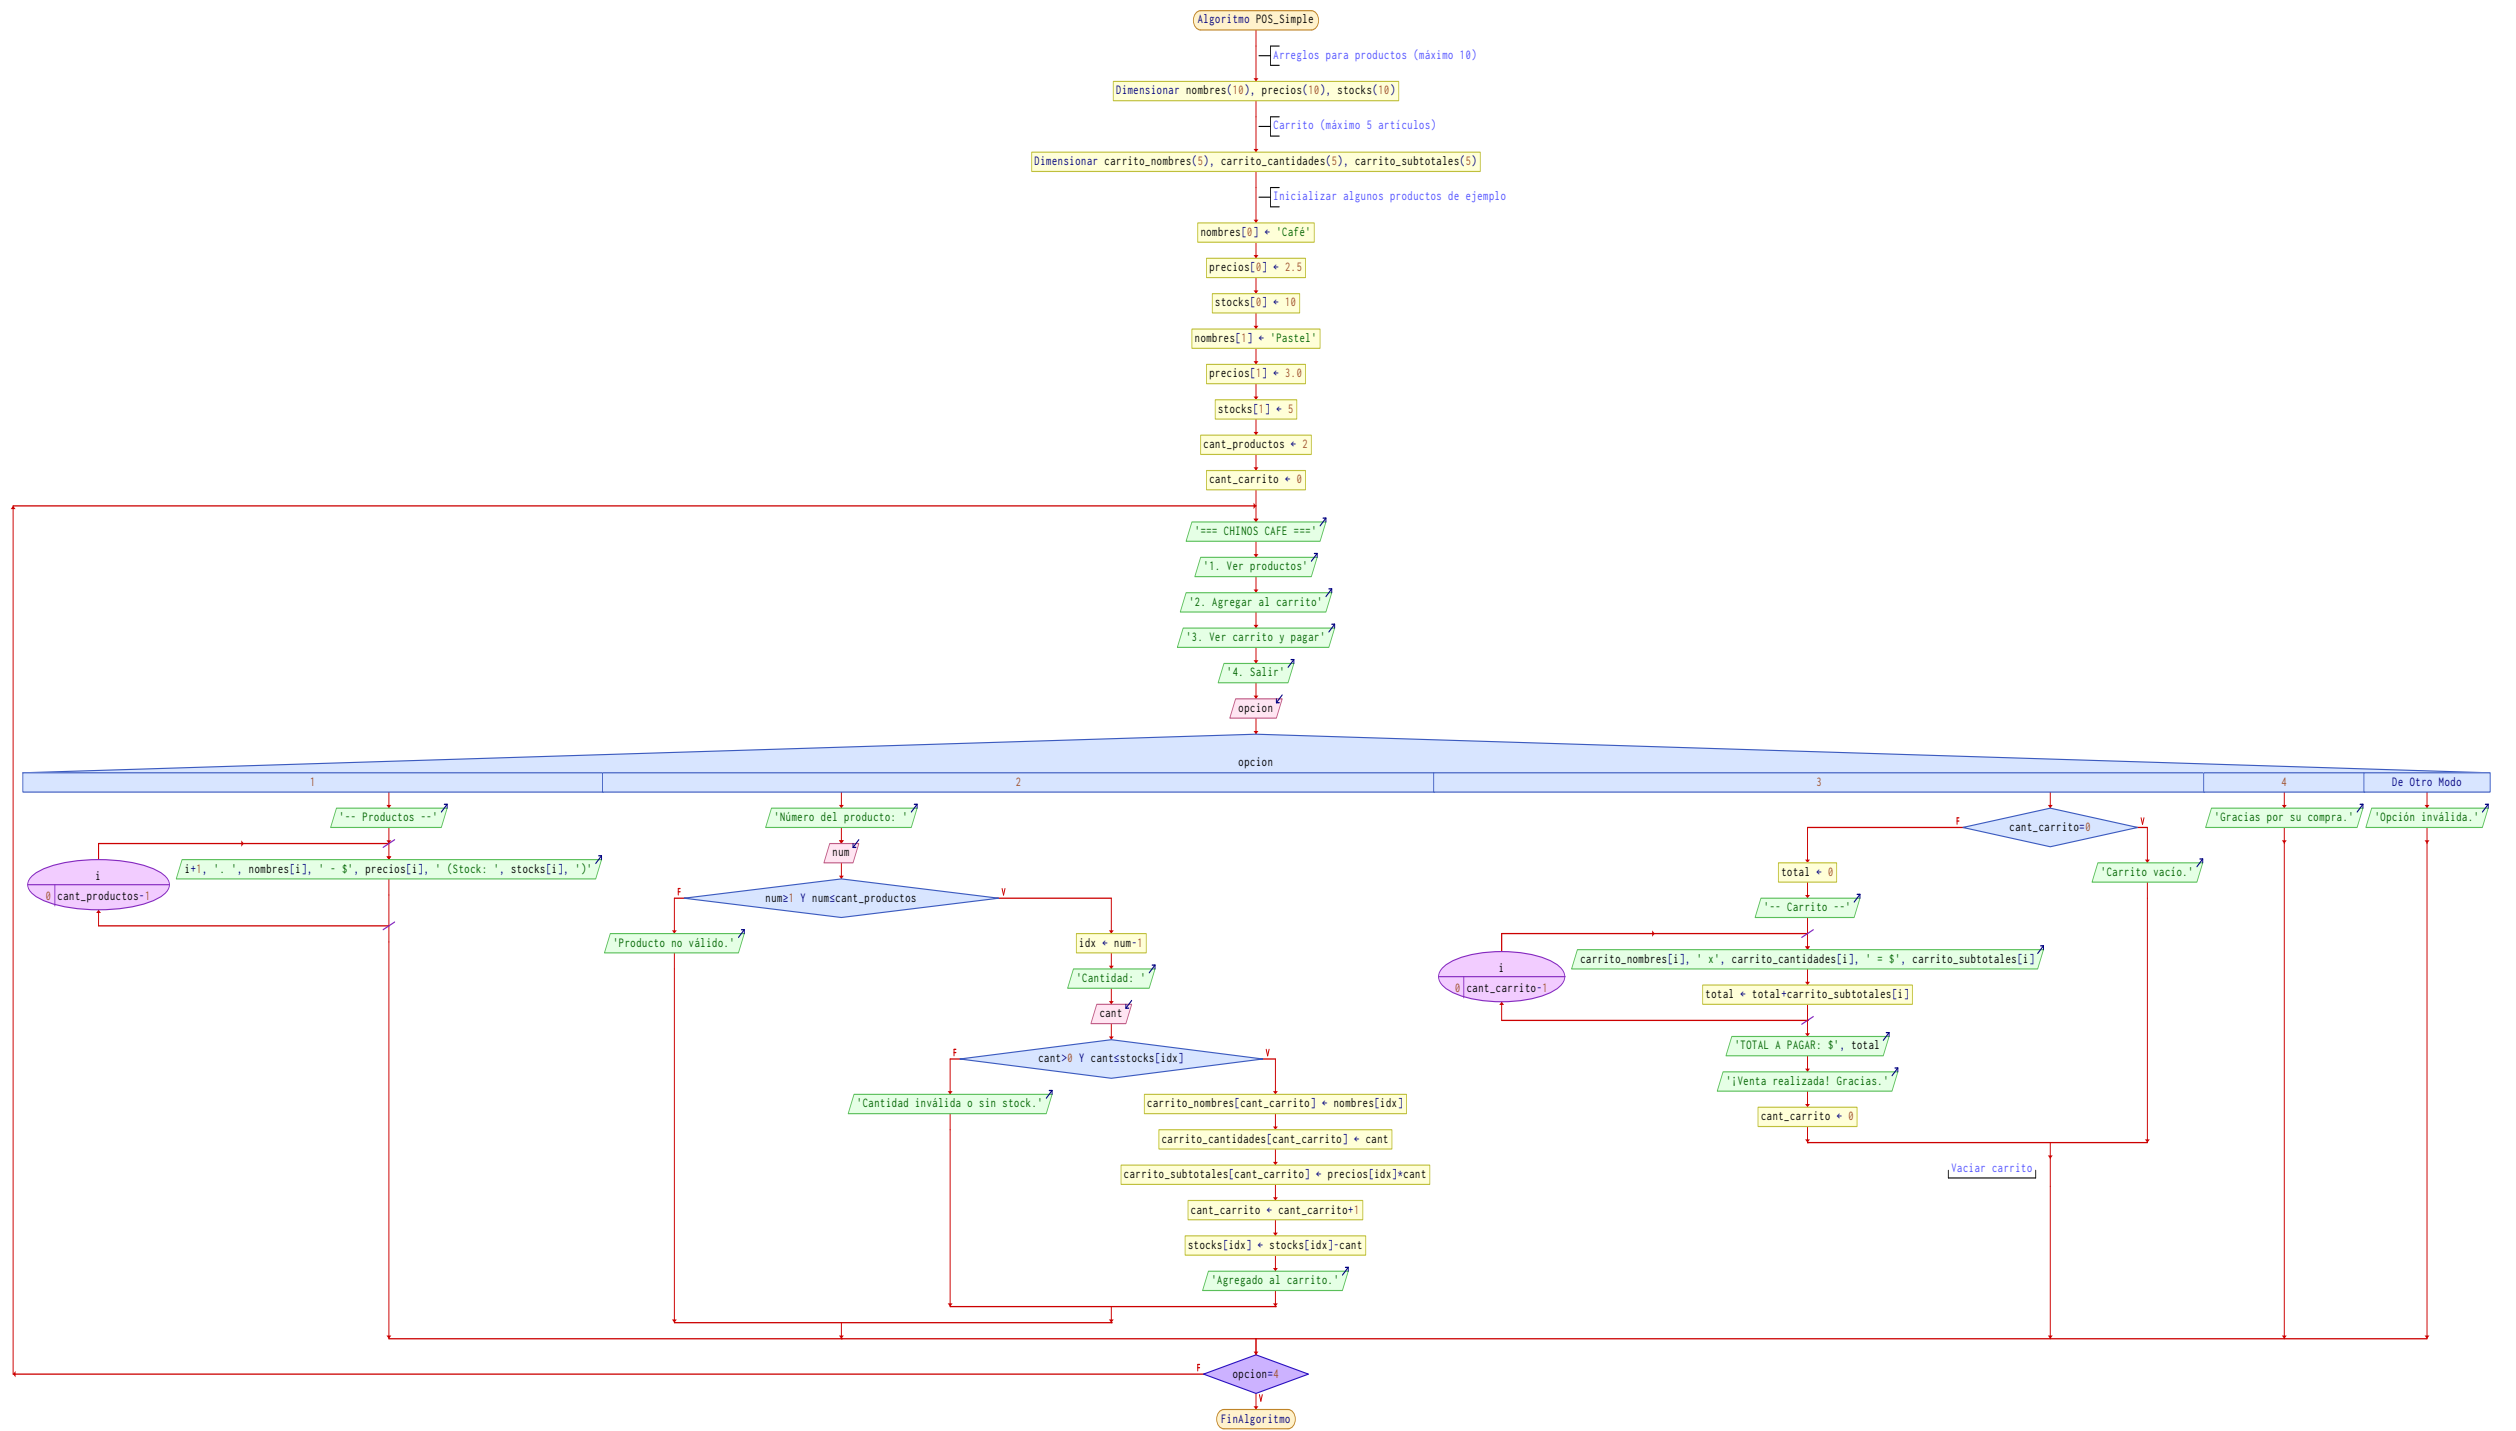 Algoritmo POS_Simple
Arreglos para productos (máximo 10)
Dimensionar nombres(10), precios(10), stocks(10)
Carrito (máximo 5 artículos)
Dimensionar carrito_nombres(5), carrito_cantidades(5), carrito_subtotales(5)
Inicializar algunos productos de ejemplo
nombres[0] ← 'Café'
precios[0] ← 2.5
stocks[0] ← 10
nombres[1] ← 'Pastel'
precios[1] ← 3.0
stocks[1] ← 5
cant_productos ← 2
cant_carrito ← 0
'=== CHINOS CAFE ==='
'1. Ver productos'
'2. Agregar al carrito'
'3. Ver carrito y pagar'
'4. Salir'
opcion
opcion
1
2
3
4
De Otro Modo
'-- Productos --'
i
0 cant_productos-1
i+1, '. ', nombres[i], ' - $', precios[i], ' (Stock: ', stocks[i], ')'
'Número del producto: '
num
num≥1 Y num≤cant_productos
F
V
'Producto no válido.'
idx ← num-1
'Cantidad: '
cant
cant>0 Y cant≤stocks[idx]
F
V
'Cantidad inválida o sin stock.'
carrito_nombres[cant_carrito] ← nombres[idx]
carrito_cantidades[cant_carrito] ← cant
carrito_subtotales[cant_carrito] ← precios[idx]*cant
cant_carrito ← cant_carrito+1
stocks[idx] ← stocks[idx]-cant
'Agregado al carrito.'
cant_carrito=0
F
V
total ← 0
'-- Carrito --'
i
0 cant_carrito-1
carrito_nombres[i], ' x', carrito_cantidades[i], ' = $', carrito_subtotales[i]
total ← total+carrito_subtotales[i]
'TOTAL A PAGAR: $', total
'¡Venta realizada! Gracias.'
cant_carrito ← 0
'Carrito vacío.'
Vaciar carrito
'Gracias por su compra.'
'Opción inválida.'
opcion=4
F
V
FinAlgoritmo